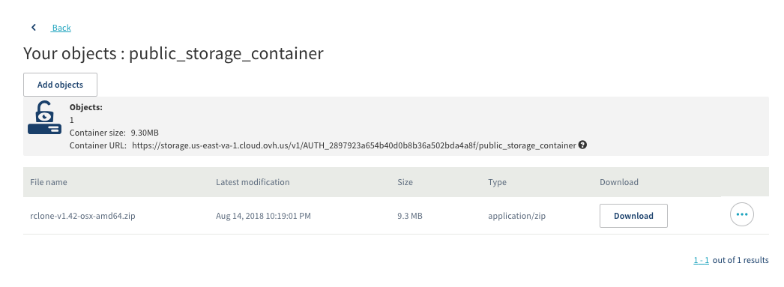 Back
Your objects : public_storage_container
Add objects
Objects:
1
Container size: 9.30MB
Container URL: https://storage.us-east-va-1.cloud.ovh.us/v1/AUTH_2897923a654b40d0b8b36a502bda4a8f/public_storage_container
File name Latest modification Size Type Download
rclone-v1.42-osx-amd64.zip Aug 14, 2018 10:19:01 PM 9.3 MB application/zip Download
1 - 1 out of 1 results